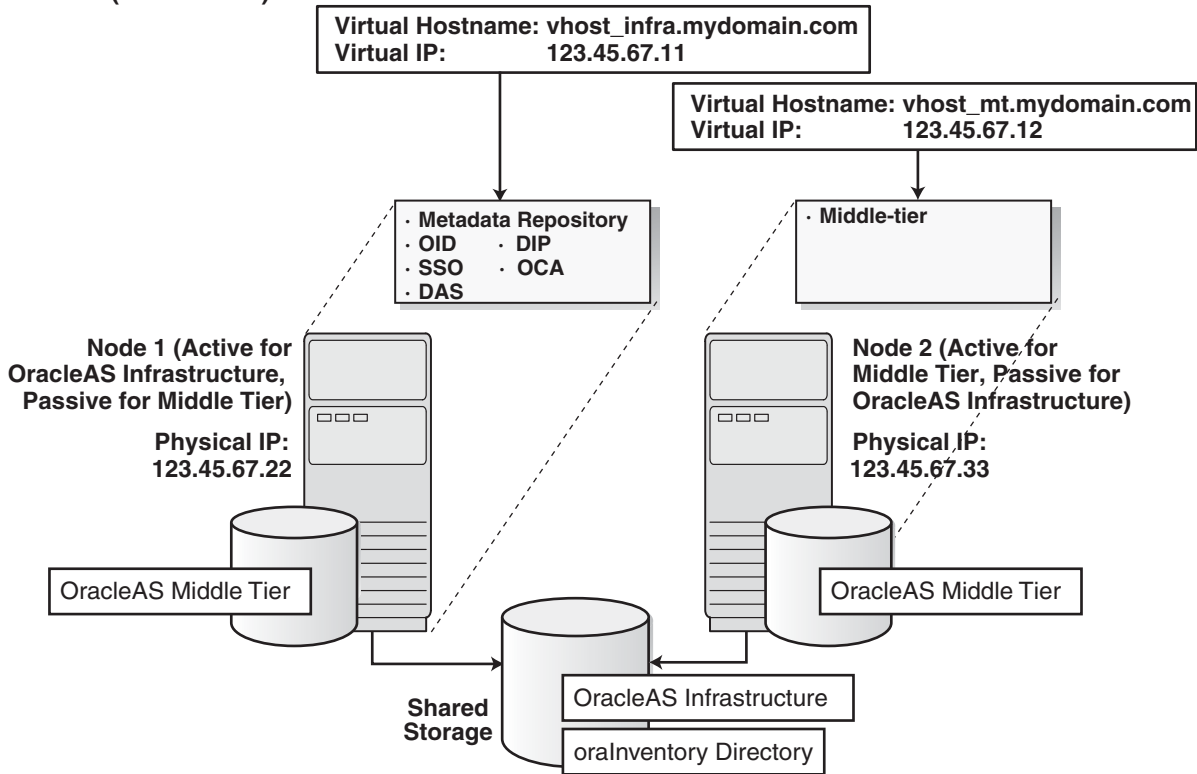 Virtual Hostname: vhost_infra.mydomain.com
Virtual IP: 123.45.67.11
Virtual Hostname: vhost_mt.mydomain.com
Virtual IP: 123.45.67.12
· Metadata Repository
· OID · DIP
· SSO · OCA
· DAS
· Middle-tier
Node 1 (Active for
OracleAS Infrastructure,
Passive for Middle Tier)
Physical IP:
123.45.67.22
Node 2 (Active for
Middle Tier, Passive for
OracleAS Infrastructure)
Physical IP:
123.45.67.33
OracleAS Middle Tier
OracleAS Middle Tier
Shared
Storage
OracleAS Infrastructure
oraInventory Directory